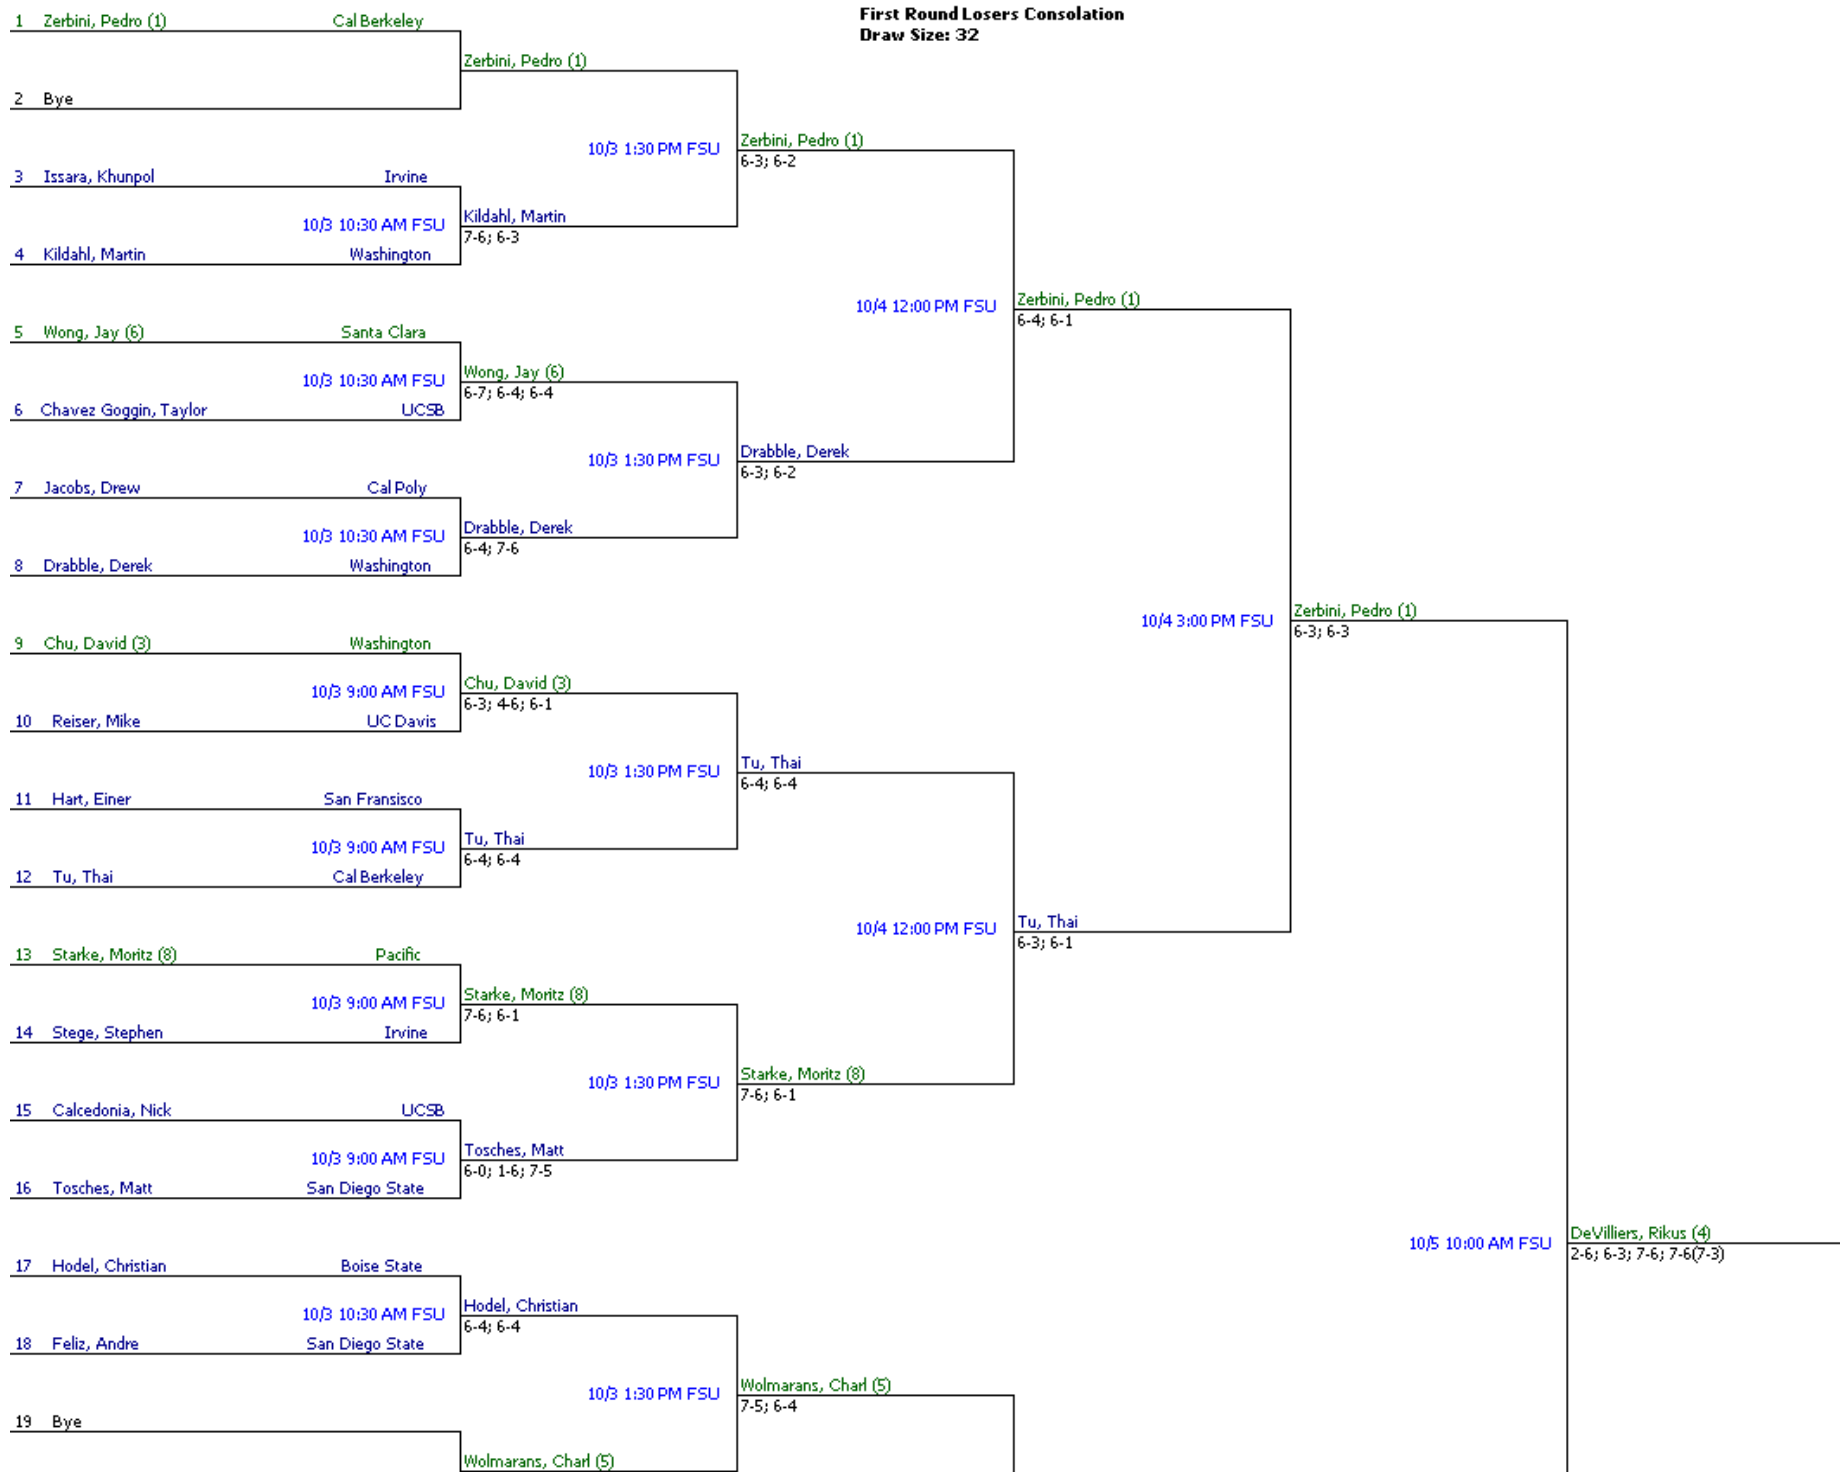 First Round Losers Consolation
Draw Size: 32
1 Zerbini, Pedro (1) Cal Berkeley
Zerbini, Pedro (1)
2 Bye
10/3 1:30 PM FSU Zerbini, Pedro (1)
6-3; 6-2
3 Issara, Khunpol Irvine
10/3 10:30 AM FSU Kildahl, Martin
7-6; 6-3
4 Kildahl, Martin Washington
10/4 12:00 PM FSU Zerbini, Pedro (1)
6-4; 6-1
5 Wong, Jay (6) Santa Clara
10/3 10:30 AM FSU Wong, Jay (6)
6-7; 6-4; 6-4
6 Chavez Goggin, Taylor UCSB
10/3 1:30 PM FSU Drabble, Derek
6-3; 6-2
7 Jacobs, Drew Cal Poly
10/3 10:30 AM FSU Drabble, Derek
6-4; 7-6
8 Drabble, Derek Washington
10/4 3:00 PM FSU Zerbini, Pedro (1)
6-3; 6-3
9 Chu, David (3) Washington
10/3 9:00 AM FSU Chu, David (3)
6-3; 4-6; 6-1
10 Reiser, Mike UC Davis
10/3 1:30 PM FSU Tu, Thai
6-4; 6-4
11 Hart, Einer San Fransisco
10/3 9:00 AM FSU Tu, Thai
6-4; 6-4
12 Tu, Thai Cal Berkeley
10/4 12:00 PM FSU Tu, Thai
6-3; 6-1
13 Starke, Moritz (8) Pacific
10/3 9:00 AM FSU Starke, Moritz (8)
7-6; 6-1
14 Stege, Stephen Irvine
10/3 1:30 PM FSU Starke, Moritz (8)
7-6; 6-1
15 Calcedonia, Nick UCSB
10/3 9:00 AM FSU Tosches, Matt
6-0; 1-6; 7-5
16 Tosches, Matt San Diego State
10/5 10:00 AM FSU DeVilliers, Rikus (4)
2-6; 6-3; 7-6; 7-6(7-3)
17 Hodel, Christian Boise State
10/3 10:30 AM FSU Hodel, Christian
6-4; 6-4
18 Feliz, Andre San Diego State
10/3 1:30 PM FSU Wolmarans, Charl (5)
7-5; 6-4
19 Bye
Wolmarans, Charl (5)